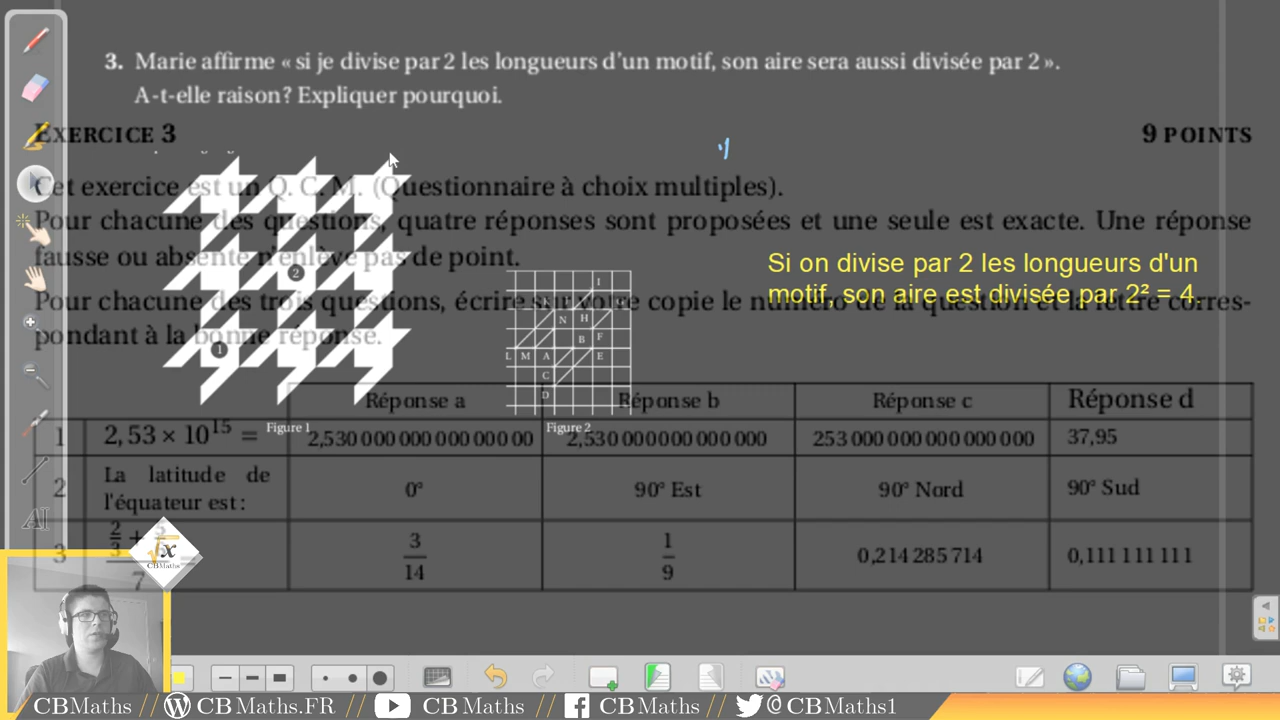 3. Marie affirme « si je divise par 2 les longueurs d'un motif, son aire sera aussi divisée par 2 ».
A-t-elle raison? Expliquer pourquoi.
EXERCICE 3
9 POINTS
Cet exercice est un Q. C. M. (Questionnaire à choix multiples).
Pour chacune des questions, quatre réponses sont proposées et une seule est exacte. Une réponse
fausse ou absente n'enlève pas de point.
Si on divise par 2 les longueurs d'un
motif, son aire est divisée par 2² = 4.
Pour chacune des trois questions, écrire sur votre copie le numéro de la question et la lettre corres-
pondant à la bonne réponse.
2
1
I
N H
B F
L M A E
C
D
Figure 1
Figure 2
Réponse a Réponse b Réponse c Réponse d
1 2,53 × 10¹⁵ = 2,530 000 000 000 000 00 2,530 000 000 000 000 253 000 000 000 000 000 37,95
2 La latitude de
l'équateur est : 0° 90° Est 90° Nord 90° Sud
3 3/14 1/9 0,214 285 714 0,111 111 111
7
√x
CBMaths
AI
CBMaths // CBMaths.FR // CBMaths // CBMaths // @CBMaths1